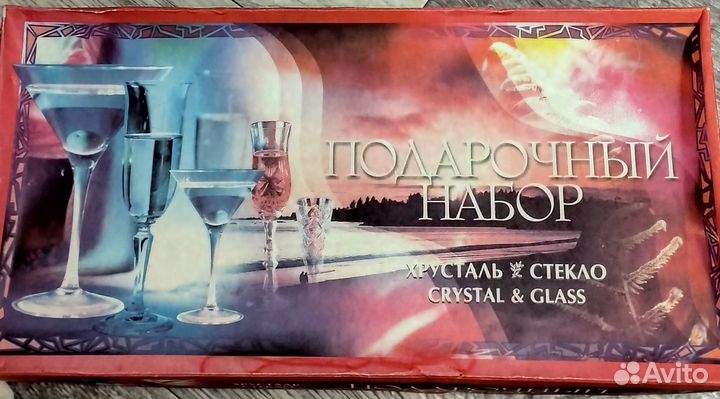 ПОДАРОЧНЫЙ
НАБОР
ХРУСТАЛЬ СТЕКЛО
CRYSTAL & GLASS
Avito